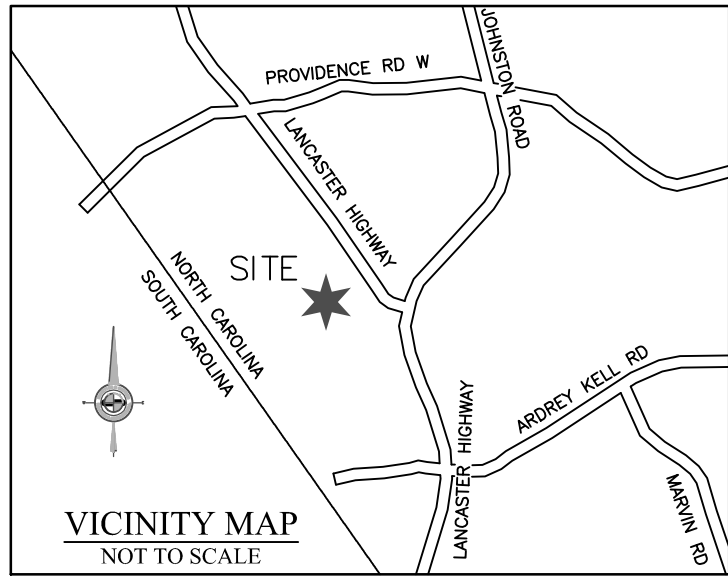 PROVIDENCE RD W
JOHNSTON ROAD
LANCASTER HIGHWAY
SITE
NORTH CAROLINA
SOUTH CAROLINA
ARDREY KELL RD
LANCASTER HIGHWAY
MARVIN RD
VICINITY MAP
NOT TO SCALE